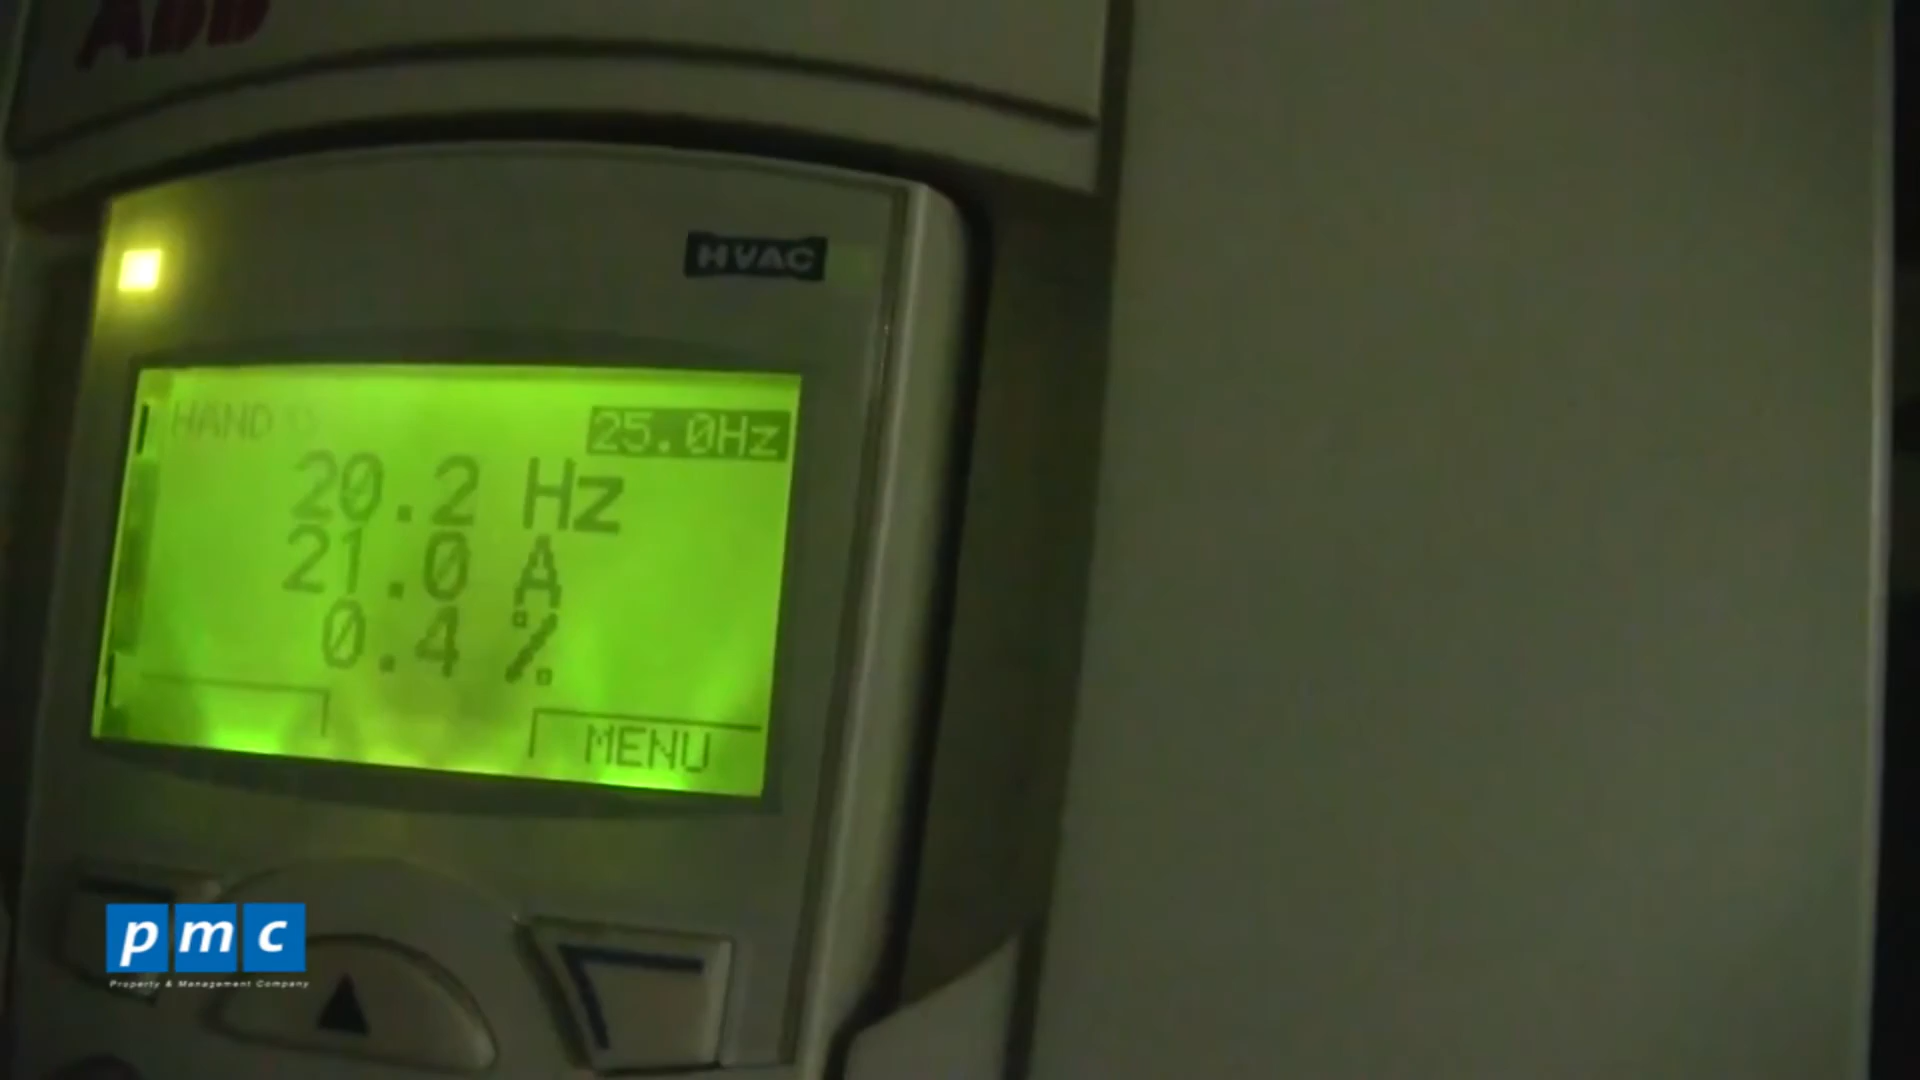 ABB
HVAC
HAND
25.0Hz
20.2 Hz
21.0 A
0.4 %
MENU
pmc
Property & Management Company